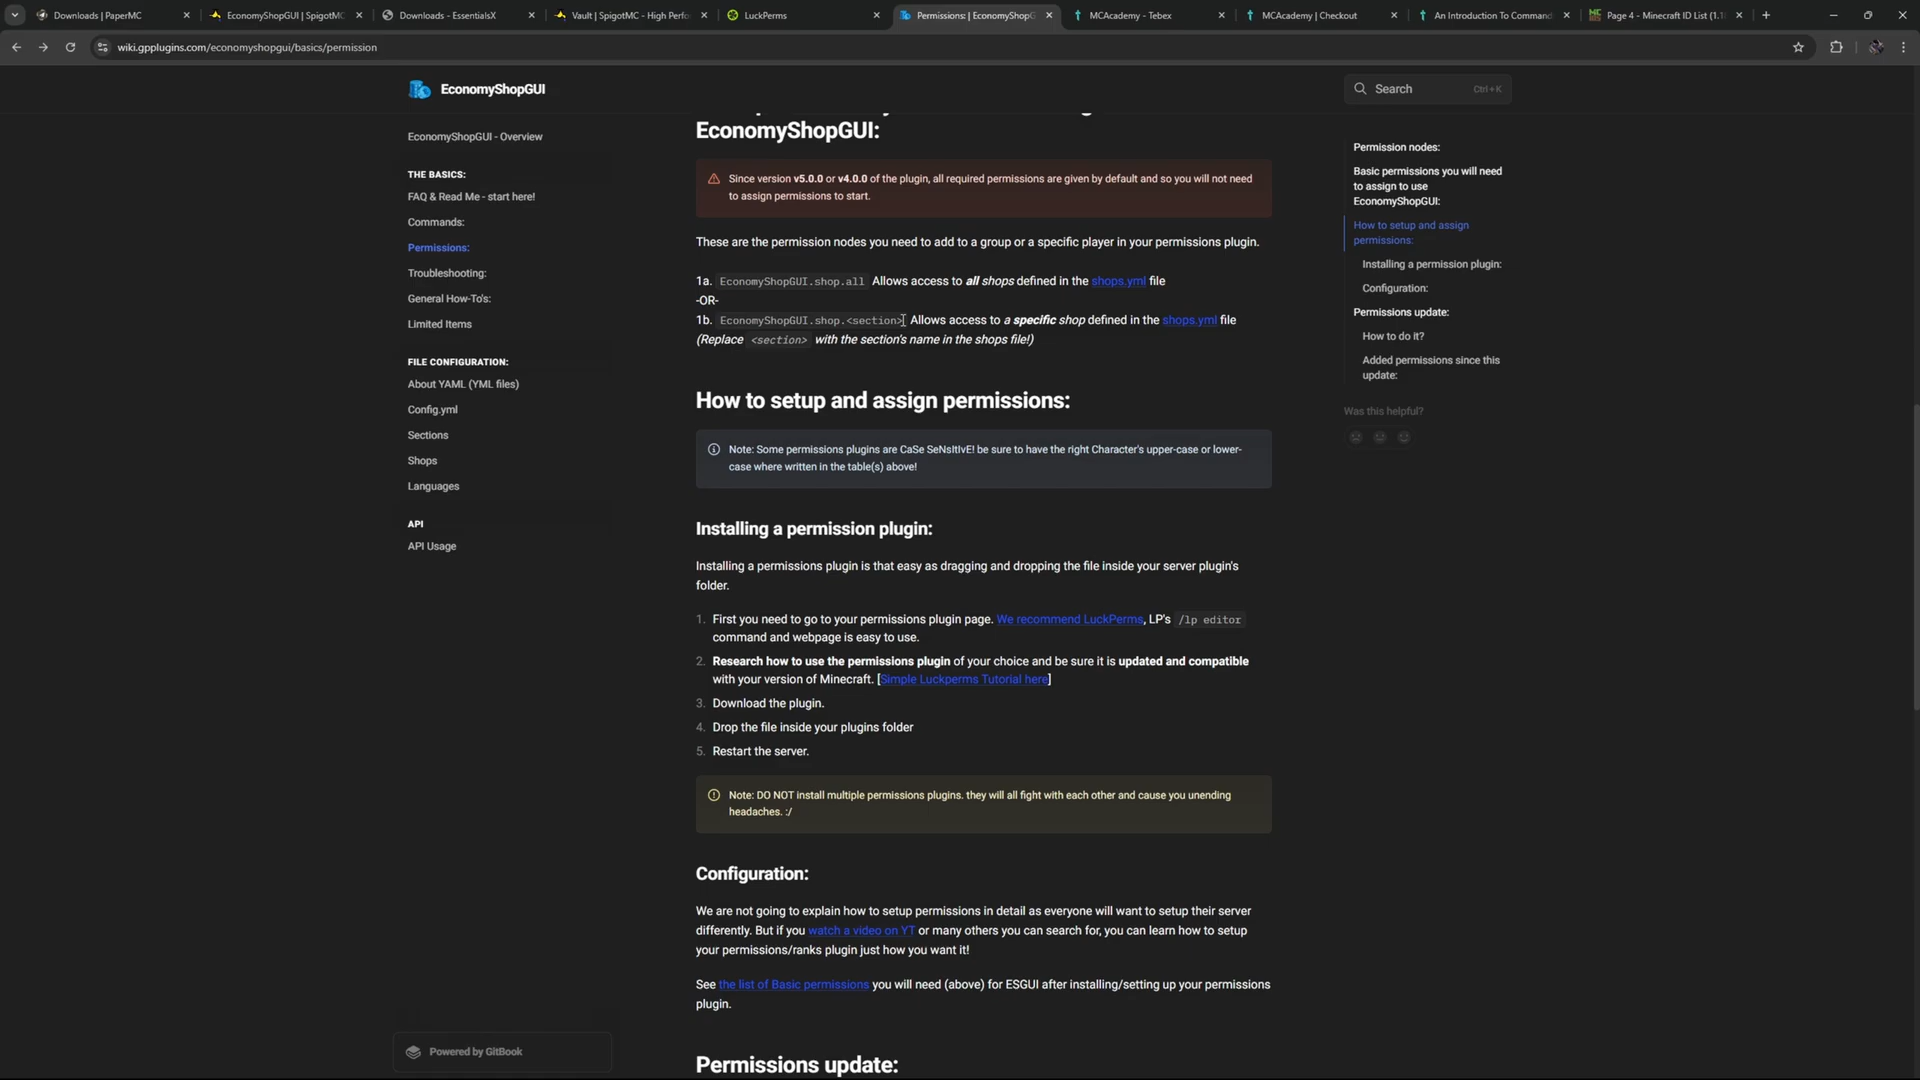 Downloads | PaperMC
EconomyShopGUI | SpigotMC
Downloads - EssentialsX
Vault | SpigotMC - High Perfo
LuckPerms
Permissions: | EconomyShopG
MCAcademy - Tebex
MCAcademy | Checkout
An Introduction To Command
Page 4 - Minecraft ID List (1.1
wiki.gpplugins.com/economyshopgui/basics/permission
EconomyShopGUI
Search
Ctrl+K
EconomyShopGUI - Overview
THE BASICS:
FAQ & Read Me - start here!
Commands:
Permissions:
Troubleshooting:
General How-To's:
Limited Items
FILE CONFIGURATION:
About YAML (YML files)
Config.yml
Sections
Shops
Languages
API
API Usage
Powered by GitBook
EconomyShopGUI:
Since version v5.0.0 or v4.0.0 of the plugin, all required permissions are given by default and so you will not need
to assign permissions to start.
These are the permission nodes you need to add to a group or a specific player in your permissions plugin.
1a. EconomyShopGUI.shop.all Allows access to all shops defined in the shops.yml file
-OR-
1b. EconomyShopGUI.shop.<section> Allows access to a specific shop defined in the shops.yml file
(Replace <section> with the section's name in the shops file!)
How to setup and assign permissions:
Note: Some permissions plugins are CaSe SeNsItIvE! be sure to have the right Character's upper-case or lower-
case where written in the table(s) above!
Installing a permission plugin:
Installing a permissions plugin is that easy as dragging and dropping the file inside your server plugin's
folder.
1. First you need to go to your permissions plugin page. We recommend LuckPerms, LP's /lp editor
command and webpage is easy to use.
2. Research how to use the permissions plugin of your choice and be sure it is updated and compatible
with your version of Minecraft. [Simple Luckperms Tutorial here]
3. Download the plugin.
4. Drop the file inside your plugins folder
5. Restart the server.
Note: DO NOT install multiple permissions plugins. they will all fight with each other and cause you unending
headaches. :/
Configuration:
We are not going to explain how to setup permissions in detail as everyone will want to setup their server
differently. But if you watch a video on YT or many others you can search for, you can learn how to setup
your permissions/ranks plugin just how you want it!
See the list of Basic permissions you will need (above) for ESGUI after installing/setting up your permissions
plugin.
Permissions update:
Permission nodes:
Basic permissions you will need
to assign to use
EconomyShopGUI:
How to setup and assign
permissions:
Installing a permission plugin:
Configuration:
Permissions update:
How to do it?
Added permissions since this
update:
Was this helpful?